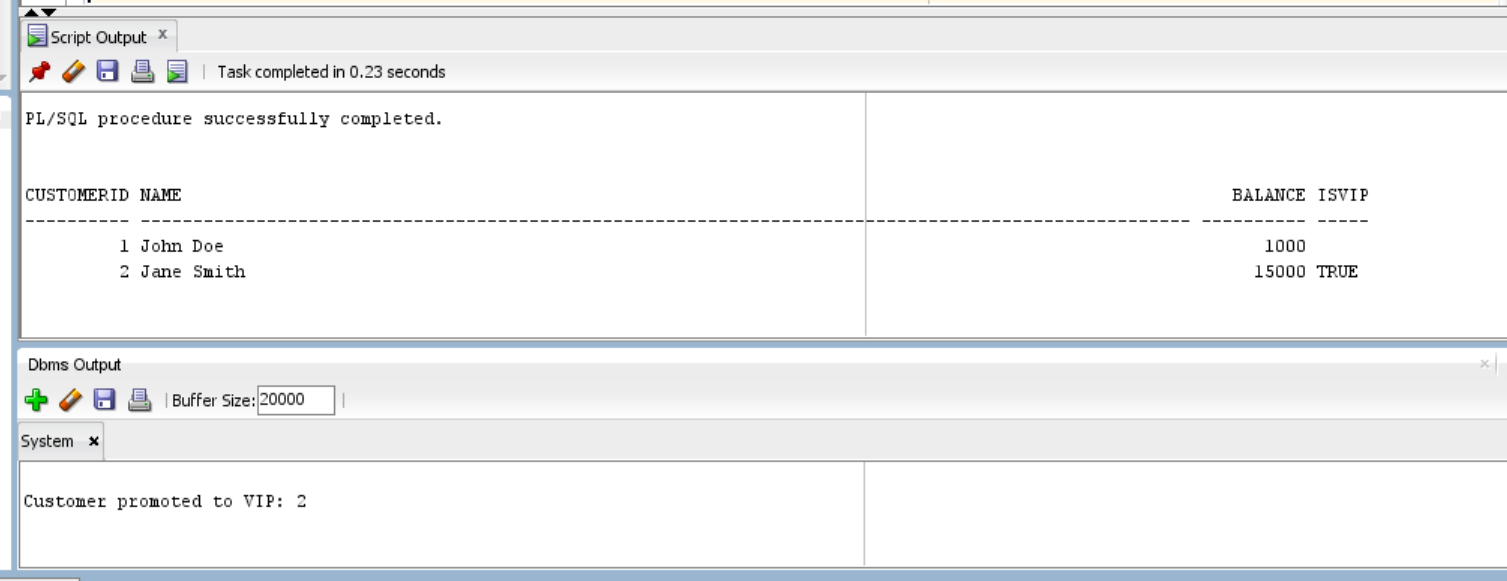 Script Output x
Task completed in 0.23 seconds
PL/SQL procedure successfully completed.
CUSTOMERID NAME BALANCE ISVIP
---------- ---------------------------------------------------------------------------------------------------- ---------- -----
1 John Doe 1000
2 Jane Smith 15000 TRUE
Dbms Output
Buffer Size: 20000
System
Customer promoted to VIP: 2